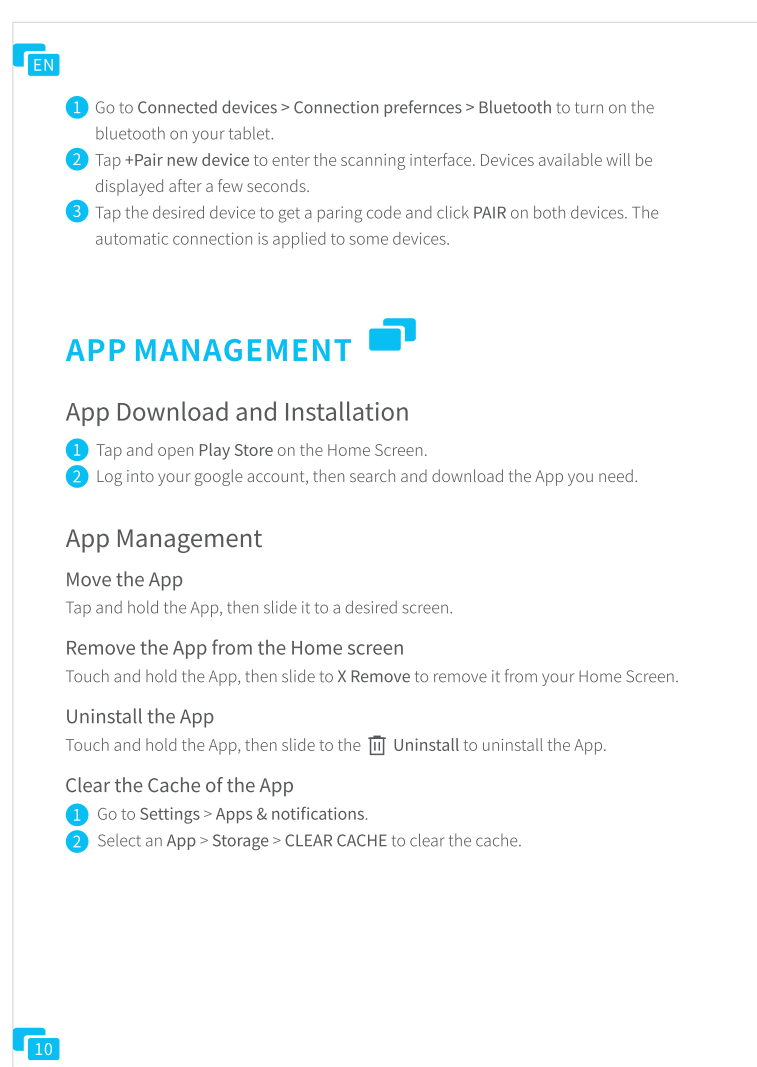 EN
1 Go to Connected devices > Connection prefernces > Bluetooth to turn on the
bluetooth on your tablet.
2 Tap +Pair new device to enter the scanning interface. Devices available will be
displayed after a few seconds.
3 Tap the desired device to get a paring code and click PAIR on both devices. The
automatic connection is applied to some devices.
APP MANAGEMENT
App Download and Installation
1 Tap and open Play Store on the Home Screen.
2 Log into your google account, then search and download the App you need.
App Management
Move the App
Tap and hold the App, then slide it to a desired screen.
Remove the App from the Home screen
Touch and hold the App, then slide to X Remove to remove it from your Home Screen.
Uninstall the App
Touch and hold the App, then slide to the Uninstall to uninstall the App.
Clear the Cache of the App
1 Go to Settings > Apps & notifications.
2 Select an App > Storage > CLEAR CACHE to clear the cache.
10